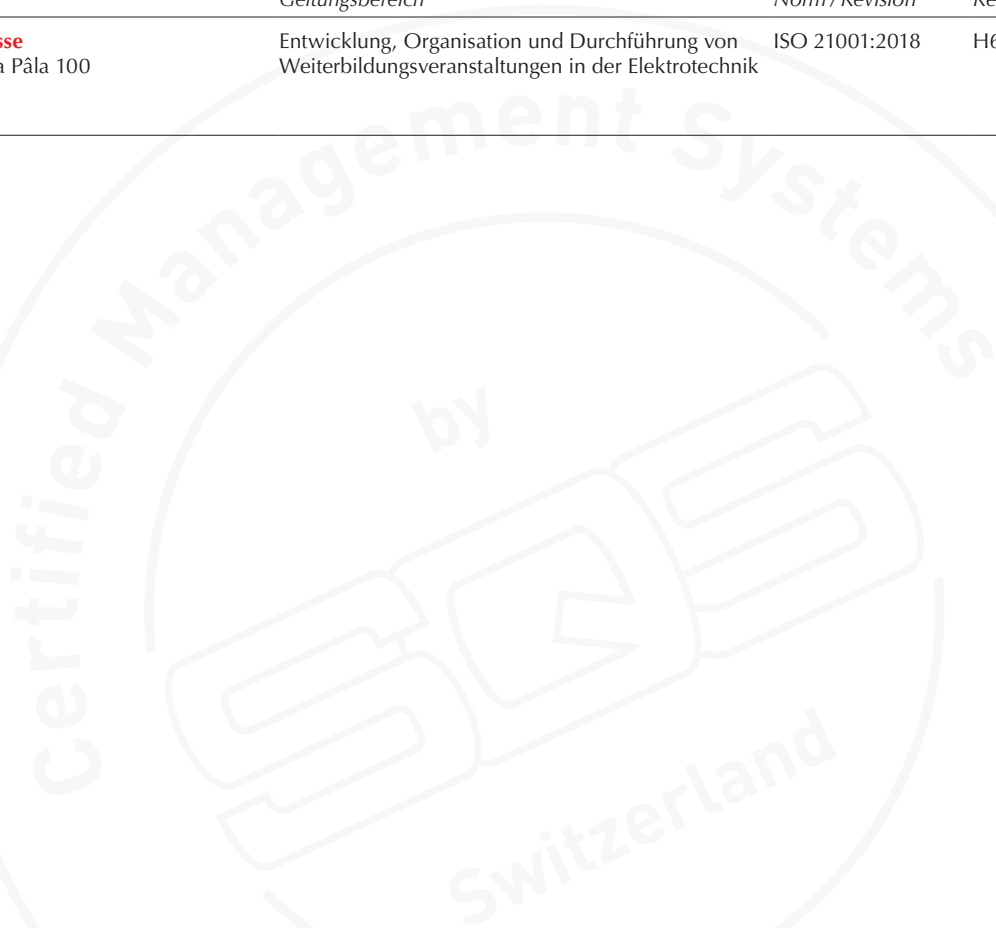 Geltungsbereich Norm / Revision
Entwicklung, Organisation und Durchführung von ISO 21001:2018
Pâla 100 Weiterbildungsveranstaltungen in der Elektrotechnik
Certified Management Systems
by
SQS
Switzerland